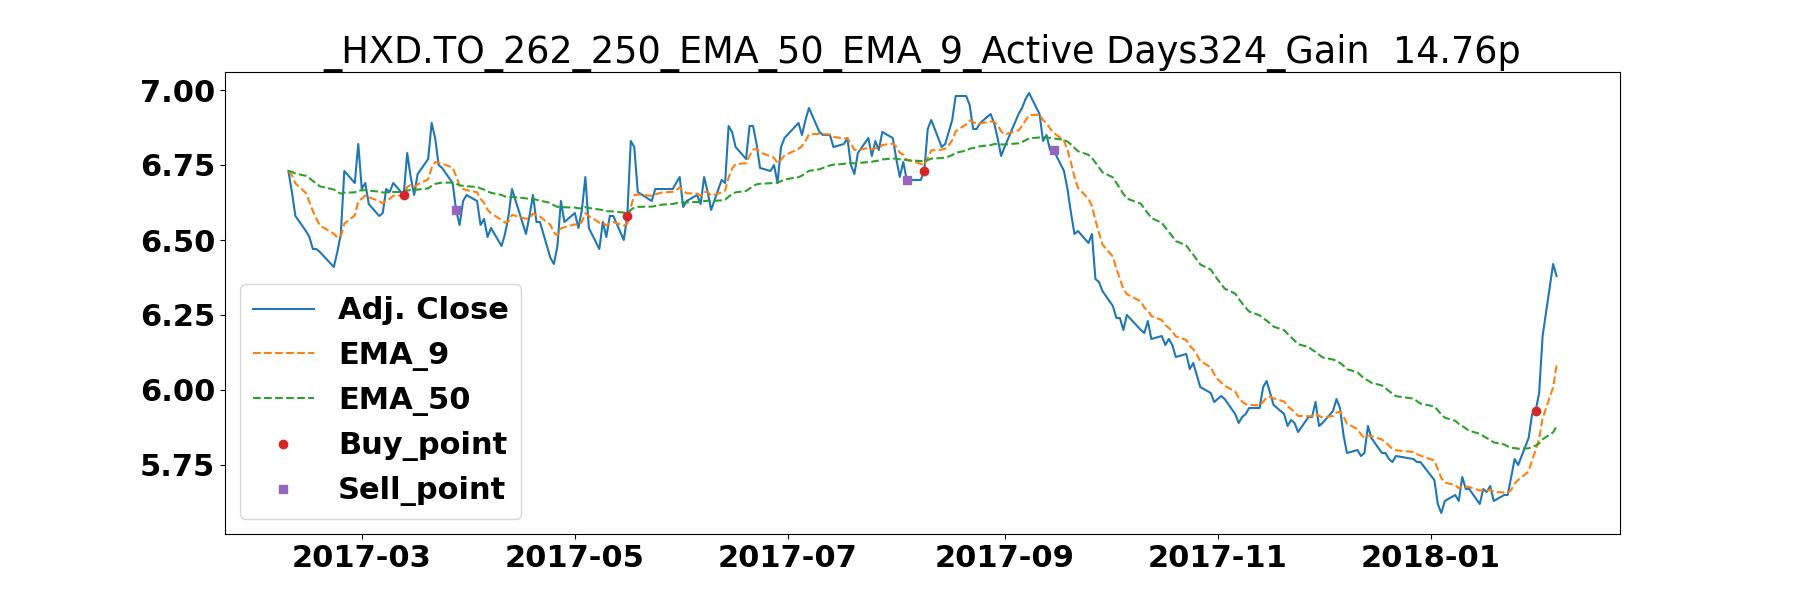 _HXD.TO_262_250_EMA_50_EMA_9_Active Days324_Gain  14.76p
7.00
6.75
6.50
6.25
6.00
5.75
Adj. Close
EMA_9
EMA_50
Buy_point
Sell_point
2017-03 2017-05 2017-07 2017-09 2017-11 2018-01